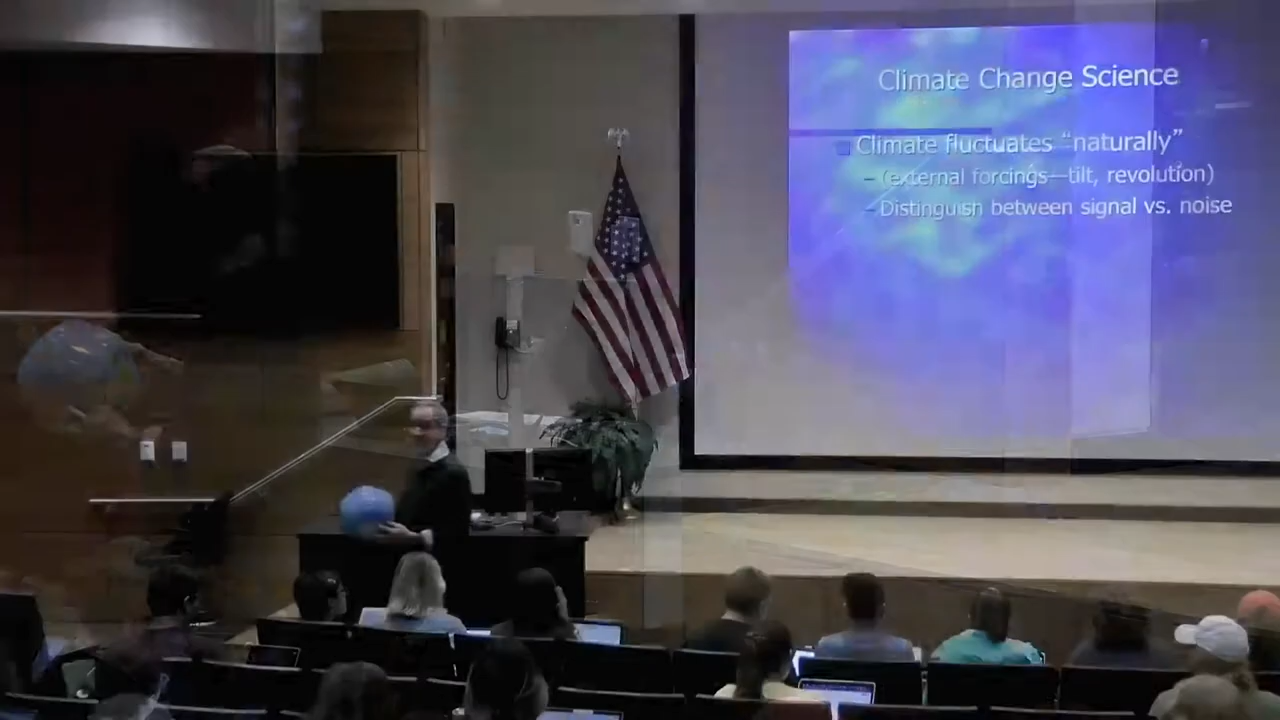 Climate Change Science
Climate fluctuates “naturally”
– (external forcings—tilt, revolution)
– Distinguish between signal vs. noise